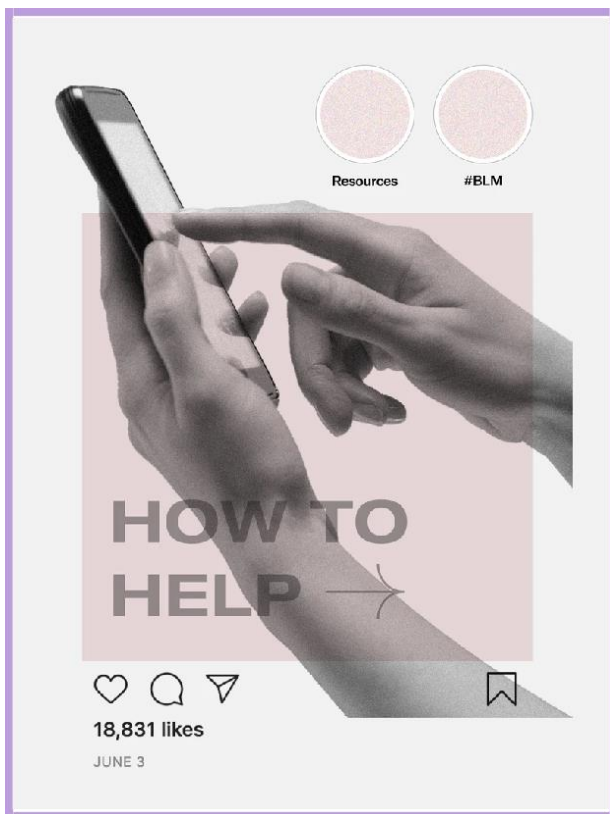 Resources
#BLM
HOW TO
HELP
18,831 likes
JUNE 3